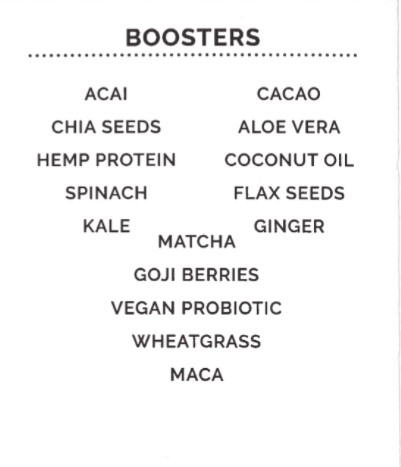 BOOSTERS
ACAI
CHIA SEEDS
HEMP PROTEIN
SPINACH
KALE
CACAO
ALOE VERA
COCONUT OIL
FLAX SEEDS
GINGER
MATCHA
GOJI BERRIES
VEGAN PROBIOTIC
WHEATGRASS
MACA